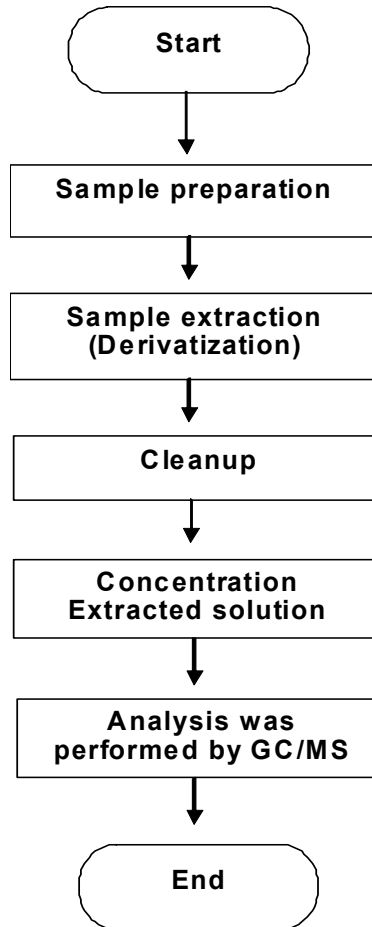 Start
Sample preparation
Sample extraction
(Derivatization)
Cleanup
Concentration
Extracted solution
Analysis was
performed by GC/MS
End